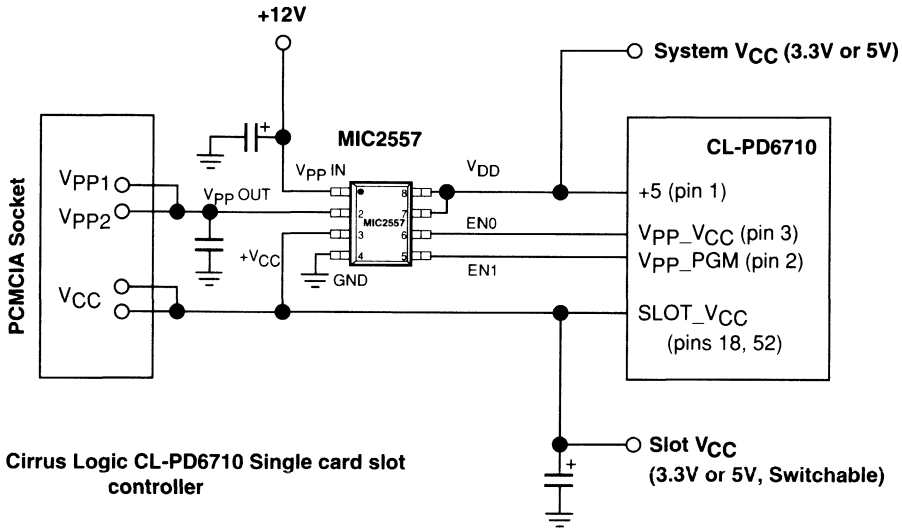 +12V
System VCC (3.3V or 5V)
+
MIC2557
CL-PD6710
PCMCIA Socket
VPP1
VPP2
VPP OUT
VPP IN
VDD
8
MIC2557
2
7
3
6
4
5
+5 (pin 1)
EN0
VPP_VCC (pin 3)
VPP_PGM (pin 2)
EN1
+VCC
GND
VCC
SLOT_VCC
(pins 18, 52)
Slot VCC
(3.3V or 5V, Switchable)
+
Cirrus Logic CL-PD6710 Single card slot
controller